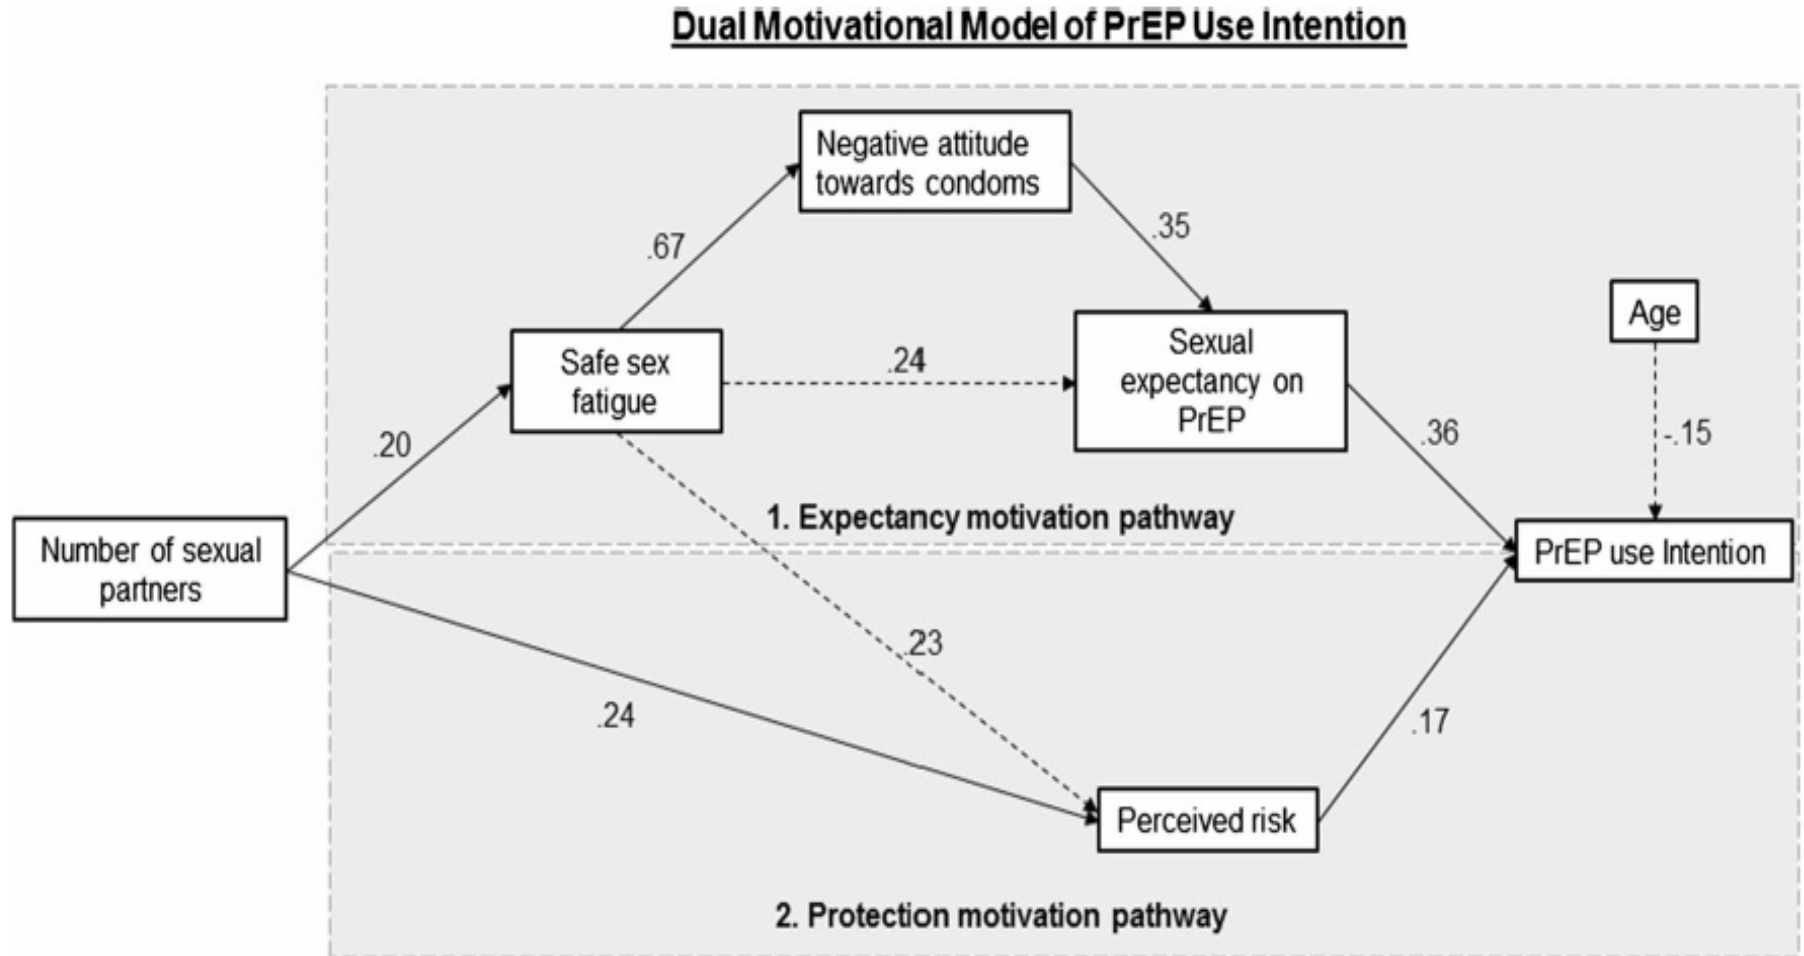 Dual Motivational Model of PrEP Use Intention
Negative attitude
towards condoms
.67
.35
Safe sex
fatigue
.24
Sexual
expectancy on
PrEP
Age
-.15
.20
.36
1. Expectancy motivation pathway
Number of sexual
partners
PrEP use Intention
.23
.24
.17
Perceived risk
2. Protection motivation pathway